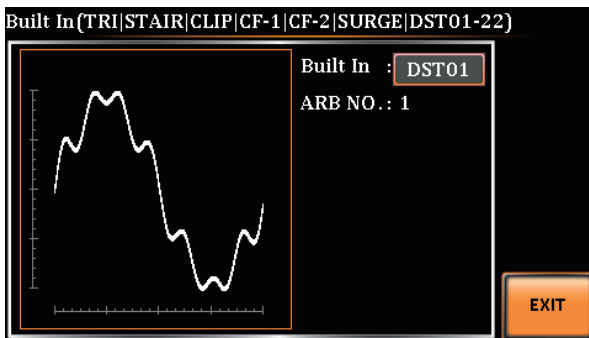 Built In(TRI|STAIR|CLIP|CF-1|CF-2|SURGE|DST01-22)
Built In : DST01
ARB NO.: 1
EXIT